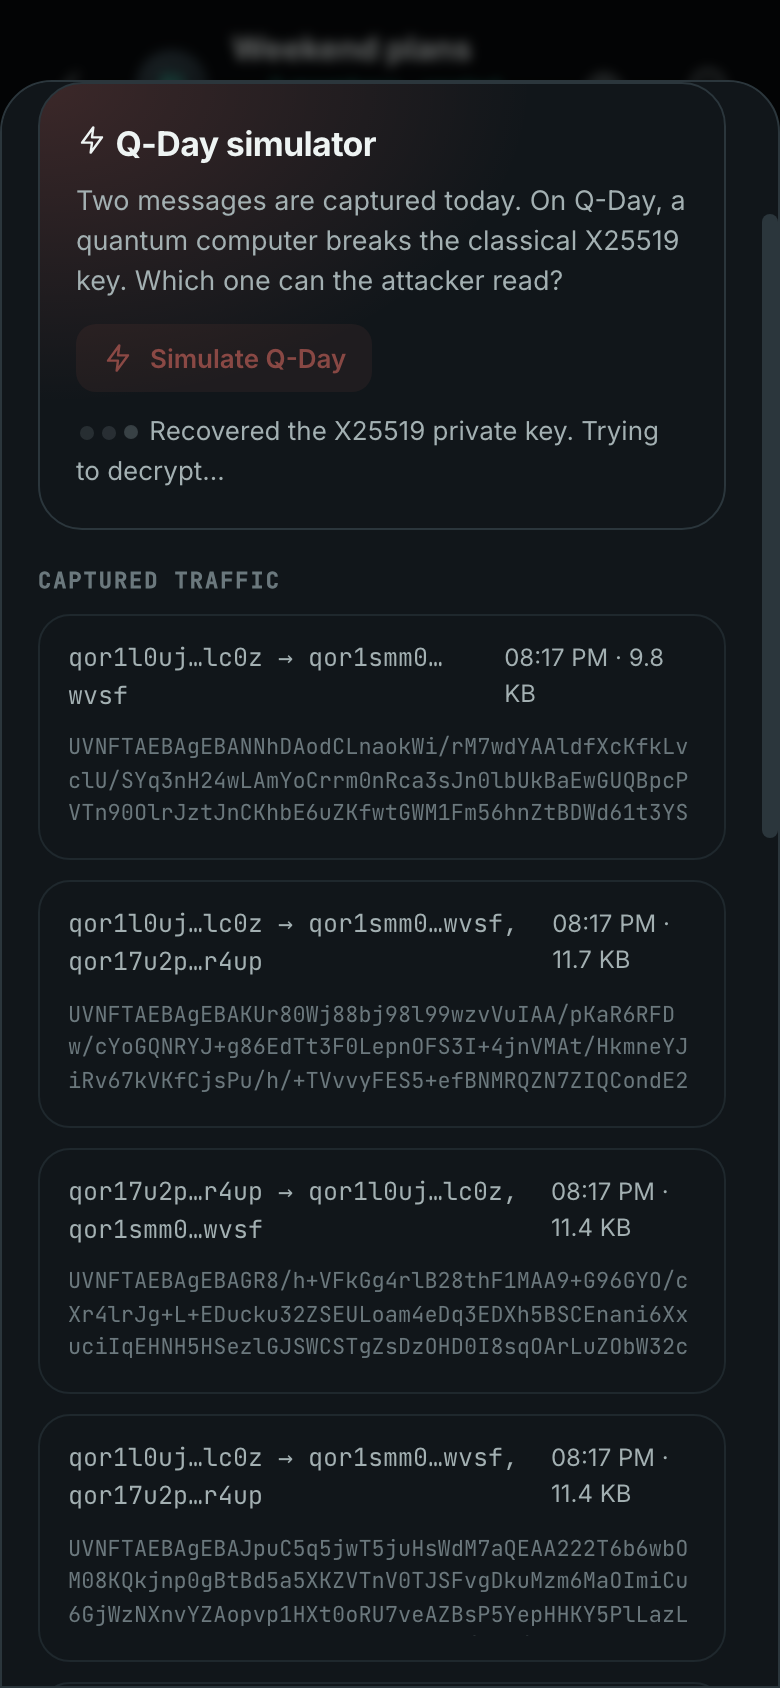 Weekend plans
Q-Day simulator
Two messages are captured today. On Q-Day, a
quantum computer breaks the classical X25519
key. Which one can the attacker read?
Simulate Q-Day
Recovered the X25519 private key. Trying
to decrypt…
CAPTURED TRAFFIC
qor1l0uj…lc0z → qor1smm0…
wvsf
08:17 PM · 9.8
KB
UVNFTAEBAgEBANNhDAodCLnaokWi/rM7wdYAAldfXcKfkLv
clU/SYq3nH24wLAmYoCrrm0nRca3sJn0lbUkBaEwGUQBpcP
VTn90OlrJztJnCKhbE6uZKfwtGWM1Fm56hnZtBDWd61t3YS
qor1l0uj…lc0z → qor1smm0…wvsf,
qor17u2p…r4up
08:17 PM ·
11.7 KB
UVNFTAEBAgEBAKUr80Wj88bj98l99wzvVuIAA/pKaR6RFD
w/cYoGQNRYJ+g86EdTt3F0LepnOFS3I+4jnVMAt/HkmneYJ
iRv67kVKfCjsPu/h/+TVvvyFES5+efBNMRQZN7ZIQCondE2
qor17u2p…r4up → qor1l0uj…lc0z,
qor1smm0…wvsf
08:17 PM ·
11.4 KB
UVNFTAEBAgEBAGR8/h+VFkGg4rlB28thF1MAA9+G96GYO/c
Xr4lrJg+L+EDucku32ZSEULoam4eDq3EDXh5BSCEnani6Xx
uciIqEHNH5HSezlGJSWCSTgZsDzOHD0I8sqOArLuZObW32c
qor1l0uj…lc0z → qor1smm0…wvsf,
qor17u2p…r4up
08:17 PM ·
11.4 KB
UVNFTAEBAgEBAJpuC5q5jwT5juHsWdM7aQEAA222T6b6wbO
M08KQkjnp0gBtBd5a5XKZVTnV0TJSFvgDkuMzm6MaOImiCu
6GjWzNXnvYZAopvp1HXt0oRU7veAZBsP5YepHHKY5PlLazL